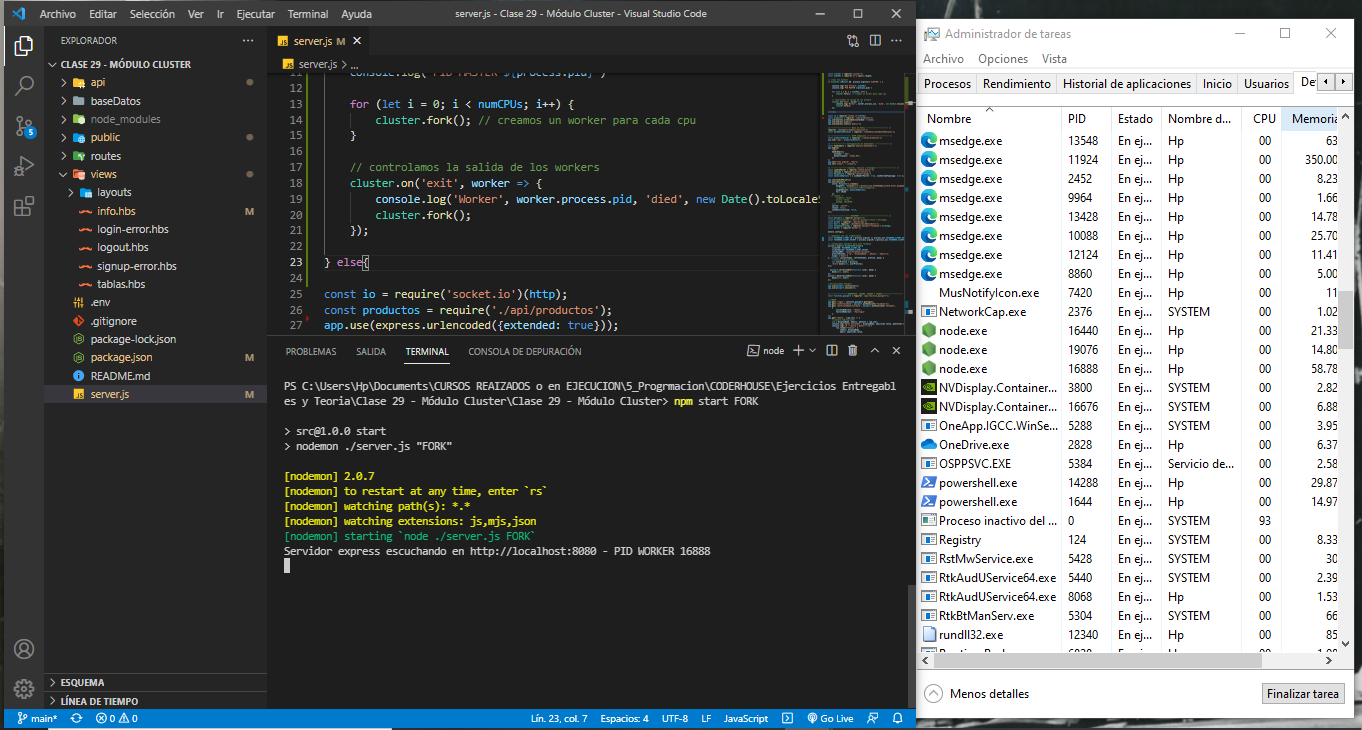 Archivo Editar Selección Ver Ir Ejecutar Terminal Ayuda
server.js - Clase 29 - Módulo Cluster - Visual Studio Code
EXPLORADOR
CLASE 29 - MÓDULO CLUSTER
api
baseDatos
node_modules
public
routes
views
layouts
info.hbs M
login-error.hbs
logout.hbs
signup-error.hbs
tablas.hbs
.env
.gitignore
package-lock.json
package.json M
README.md
server.js M
ESQUEMA
LÍNEA DE TIEMPO
5
server.js M
server.js > ...
11 console.log(`PID MASTER ${process.pid}`)
12
13 for (let i = 0; i < numCPUs; i++) {
14 cluster.fork(); // creamos un worker para cada cpu
15 }
16
17 // controlamos la salida de los workers
18 cluster.on('exit', worker => {
19 console.log('Worker', worker.process.pid, 'died', new Date().toLocaleS
20 cluster.fork();
21 });
22
23 } else{
24
25 const io = require('socket.io')(http);
26 const productos = require('./api/productos');
27 app.use(express.urlencoded({extended: true}));
PROBLEMAS SALIDA TERMINAL CONSOLA DE DEPURACIÓN
node
PS C:\Users\Hp\Documents\CURSOS REAIZADOS o en EJECUCION\5_Progrmacion\CODERHOUSE\Ejercicios Entregabl
es y Teoria\Clase 29 - Módulo Cluster\Clase 29 - Módulo Cluster> npm start FORK
> src@1.0.0 start
> nodemon ./server.js "FORK"
[nodemon] 2.0.7
[nodemon] to restart at any time, enter `rs`
[nodemon] watching path(s): *.*
[nodemon] watching extensions: js,mjs,json
[nodemon] starting `node ./server.js FORK`
Servidor express escuchando en http://localhost:8080 - PID WORKER 16888
main* 0 0 Lín. 23, col. 7 Espacios: 4 UTF-8 LF JavaScript Go Live
Administrador de tareas
Archivo Opciones Vista
Procesos Rendimiento Historial de aplicaciones Inicio Usuarios De
Nombre PID Estado Nombre d... CPU Memoria
msedge.exe 13548 En ej... Hp 00 63
msedge.exe 11924 En ej... Hp 00 350.00
msedge.exe 2452 En ej... Hp 00 8.23
msedge.exe 9964 En ej... Hp 00 1.66
msedge.exe 13428 En ej... Hp 00 14.78
msedge.exe 10088 En ej... Hp 00 25.70
msedge.exe 12124 En ej... Hp 00 11.41
msedge.exe 8860 En ej... Hp 00 5.00
MusNotifyIcon.exe 7420 En ej... Hp 00 11
NetworkCap.exe 2376 En ej... SYSTEM 00 1.02
node.exe 16440 En ej... Hp 00 21.33
node.exe 19076 En ej... Hp 00 14.80
node.exe 16888 En ej... Hp 00 58.78
NVDisplay.Container... 3800 En ej... SYSTEM 00 2.82
NVDisplay.Container... 16676 En ej... SYSTEM 00 6.88
OneApp.IGCC.WinSe... 5288 En ej... SYSTEM 00 3.95
OneDrive.exe 2828 En ej... Hp 00 6.37
OSPPSVC.EXE 5384 En ej... Servicio de... 00 2.58
powershell.exe 14288 En ej... Hp 00 29.87
powershell.exe 1644 En ej... Hp 00 14.97
Proceso inactivo del ... 0 En ej... SYSTEM 93
Registry 124 En ej... SYSTEM 00 8.33
RstMwService.exe 5428 En ej... SYSTEM 00 30
RtkAudUService64.exe 5440 En ej... SYSTEM 00 2.39
RtkAudUService64.exe 8068 En ej... Hp 00 1.53
RtkBtManServ.exe 5304 En ej... SYSTEM 00 66
rundll32.exe 12340 En ej... Hp 00 85
Menos detalles
Finalizar tarea